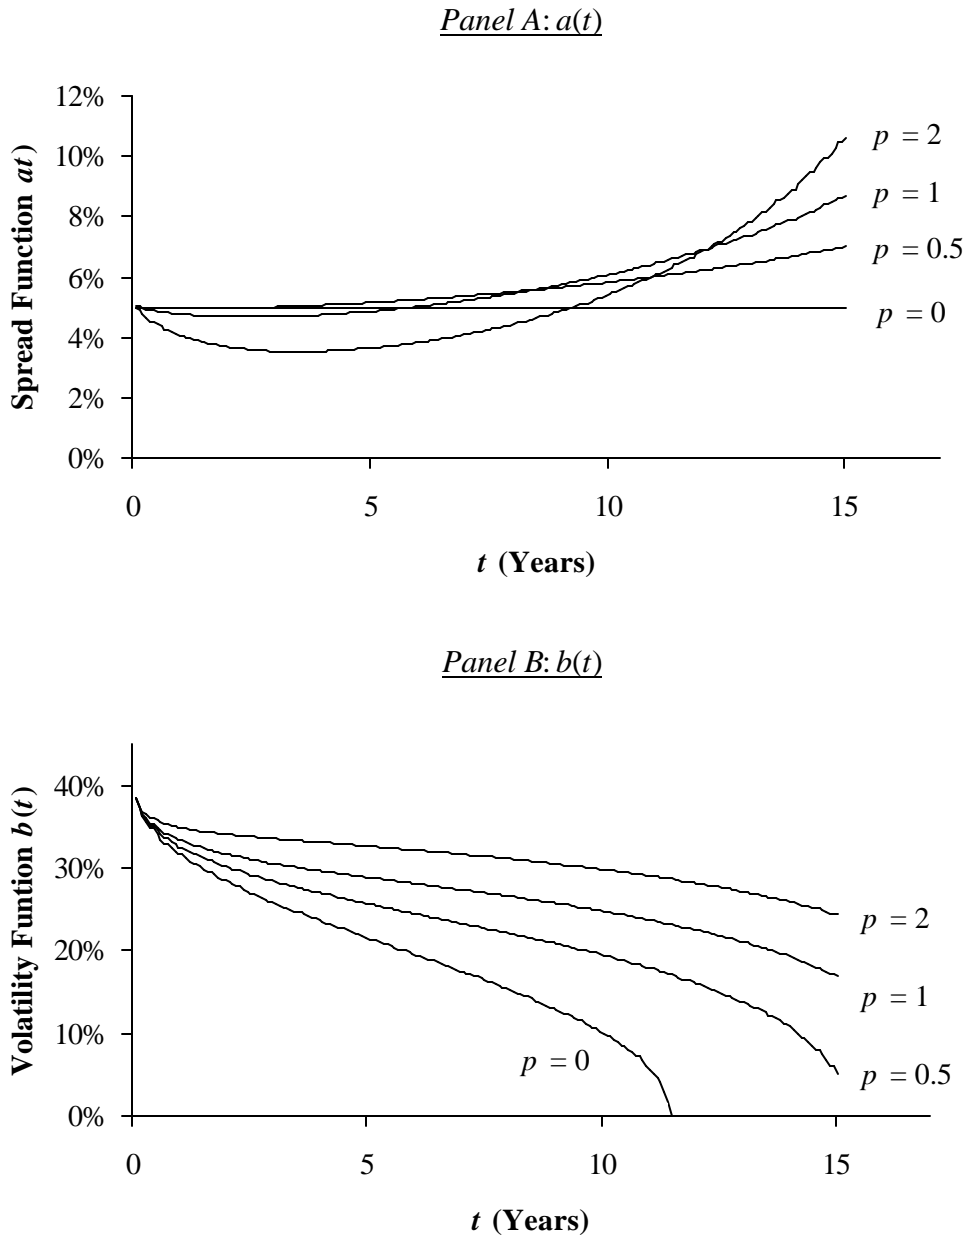 Panel A: a(t)
12%
10%
8%
6%
4%
2%
0%
Spread Function at)
p = 2
p = 1
p = 0.5
p = 0
0 5 10 15
t (Years)
Panel B: b(t)
40%
30%
20%
10%
0%
Volatility Funtion b(t)
p = 2
p = 1
p = 0.5
p = 0
0 5 10 15
t (Years)